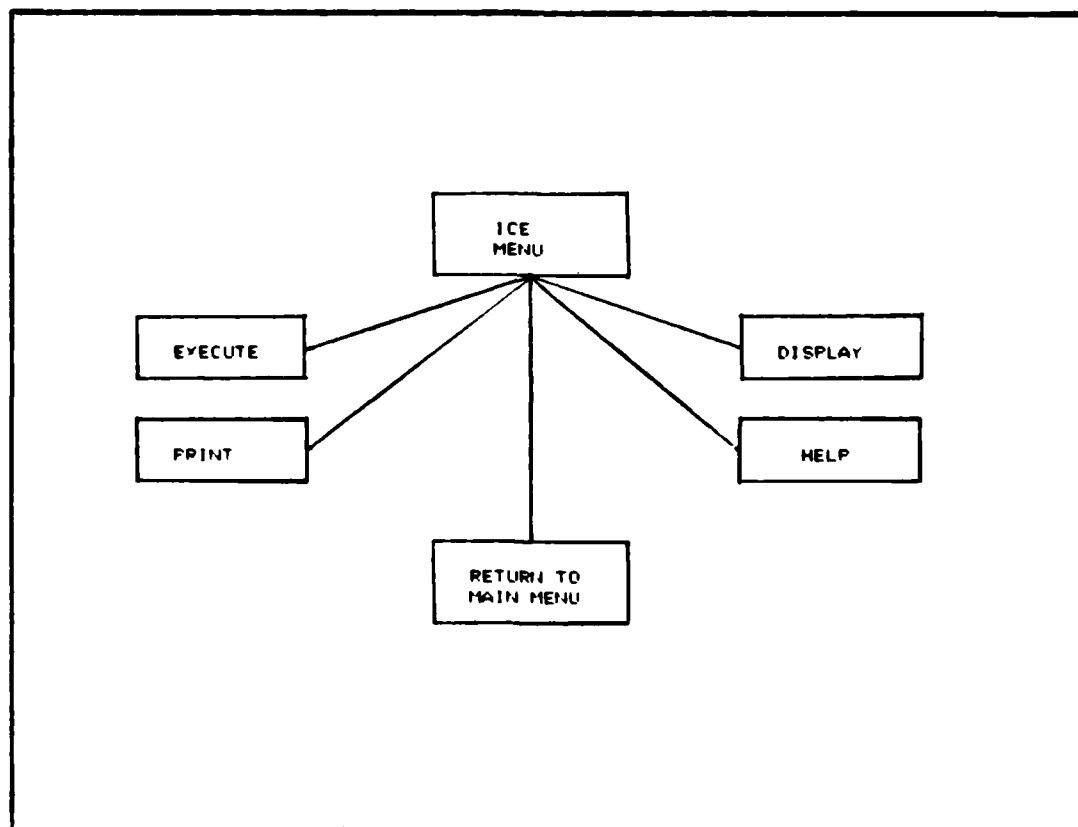 ICE
MENU
EXECUTE
DISPLAY
PRINT
HELP
RETURN TO
MAIN MENU